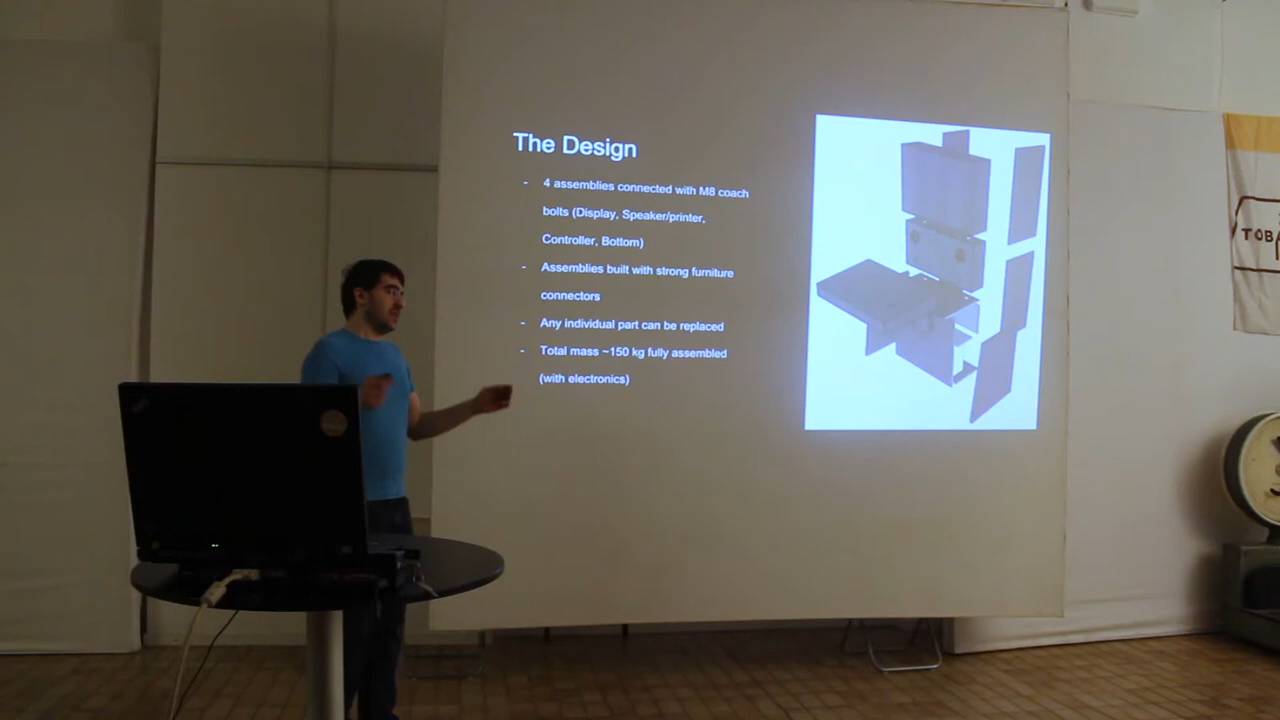 The Design
- 4 assemblies connected with M8 coach
bolts (Display, Speaker/printer,
Controller, Bottom)
- Assemblies built with strong furniture
connectors
- Any individual part can be replaced
- Total mass ~150 kg fully assembled
(with electronics)